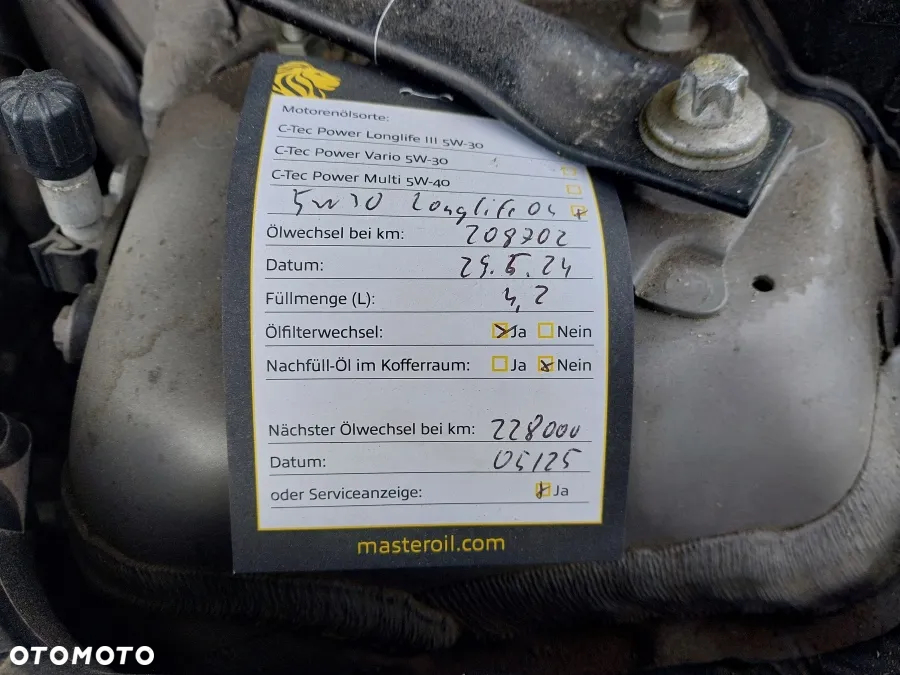 Motorenölsorte:
C-Tec Power Longlife III 5W-30
C-Tec Power Vario 5W-30
C-Tec Power Multi 5W-40
5W30 Longlife 04
Ölwechsel bei km: 208702
Datum: 29.5.24
Füllmenge (L): 4,2
Ölfilterwechsel: Ja Nein
Nachfüll-Öl im Kofferraum: Ja Nein
Nächster Ölwechsel bei km: 228000
Datum: 05/25
oder Serviceanzeige: Ja
masteroil.com
OTOMOTO